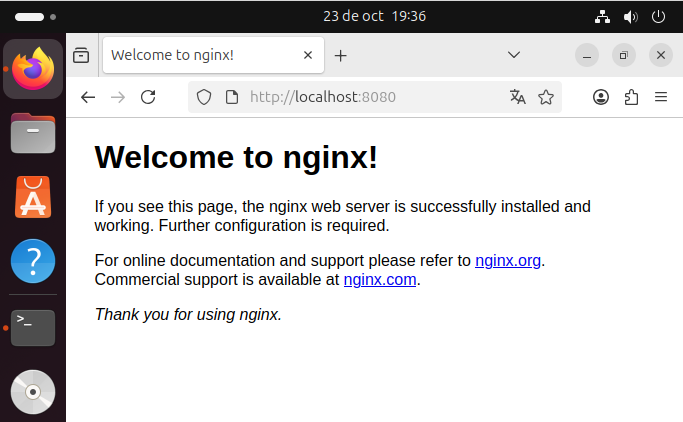 23 de oct 19:36
Welcome to nginx!
http://localhost:8080
Welcome to nginx!
If you see this page, the nginx web server is successfully installed and
working. Further configuration is required.
For online documentation and support please refer to nginx.org.
Commercial support is available at nginx.com.
Thank you for using nginx.